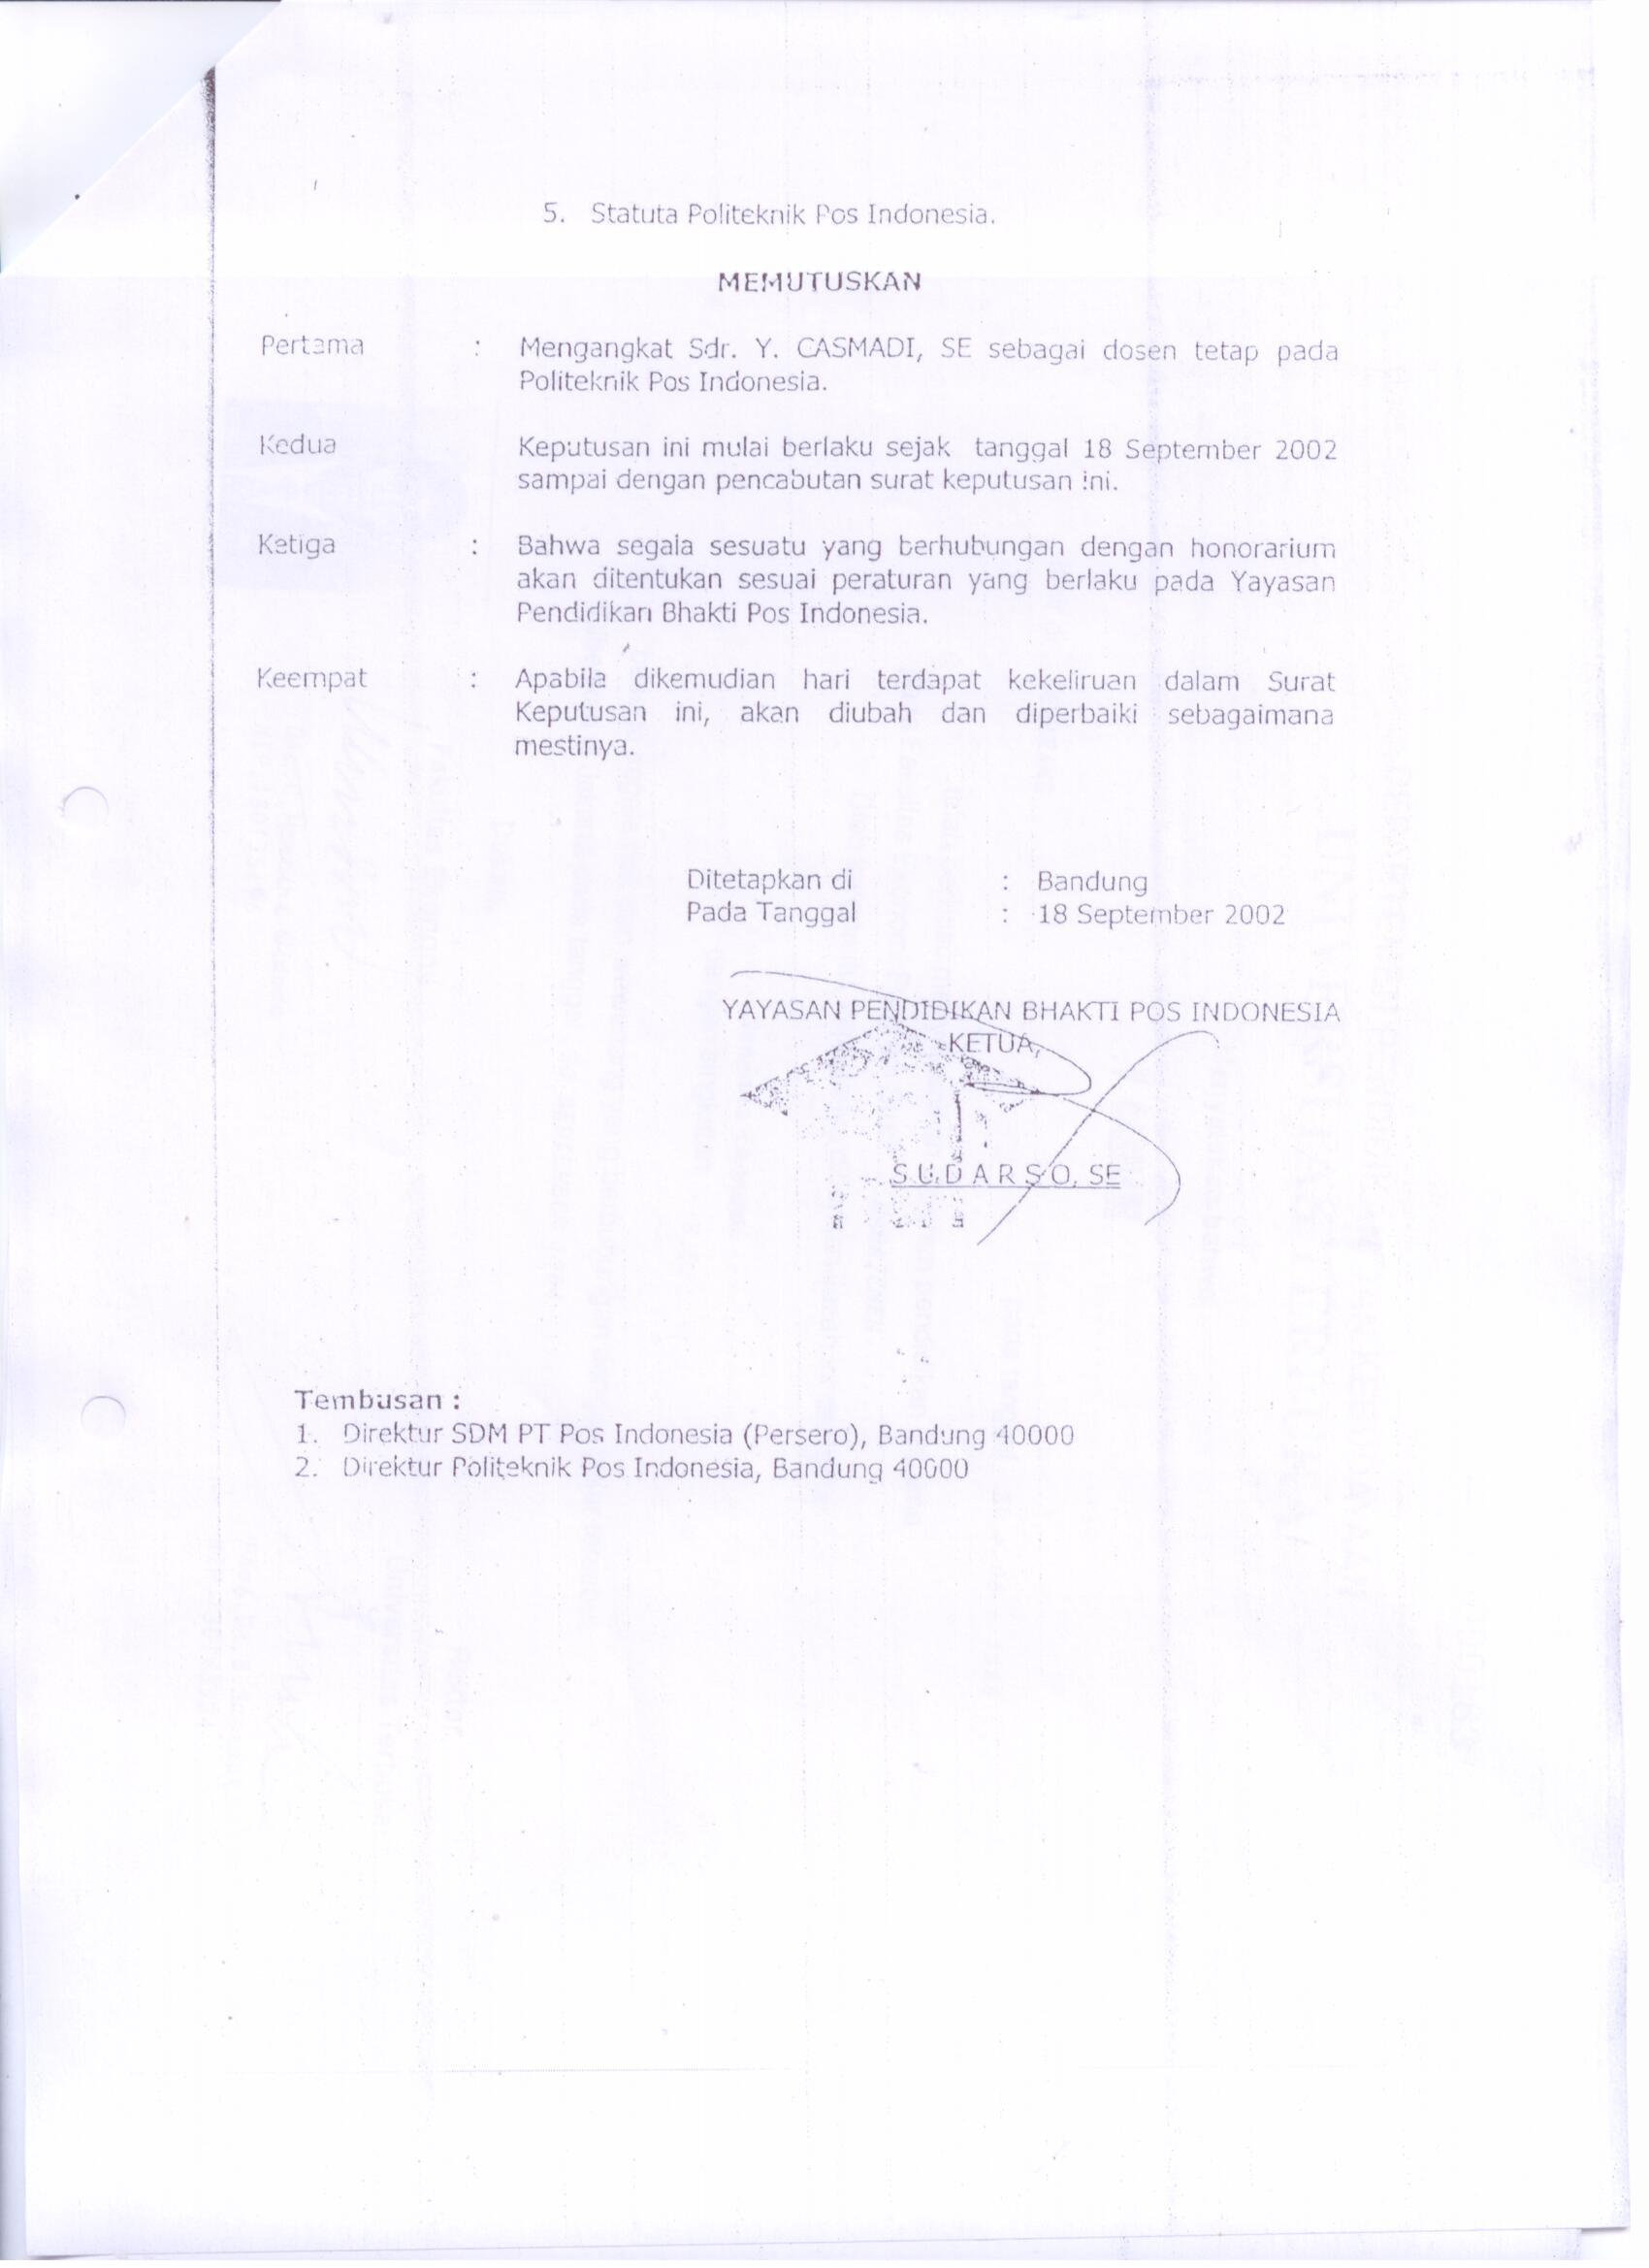 5. Statuta Politeknik Pos Indonesia.
MEMUTUSKAN
Pertama : Mengangkat Sdr. Y. CASMADI, SE sebagai dosen tetap pada
Politeknik Pos Indonesia.
Kedua Keputusan ini mulai berlaku sejak tanggal 18 September 2002
sampai dengan pencabutan surat keputusan ini.
Ketiga : Bahwa segala sesuatu yang berhubungan dengan honorarium
akan ditentukan sesuai peraturan yang berlaku pada Yayasan
Pendidikan Bhakti Pos Indonesia.
Keempat : Apabila dikemudian hari terdapat kekeliruan dalam Surat
Keputusan ini, akan diubah dan diperbaiki sebagaimana
mestinya.
Ditetapkan di : Bandung
Pada Tanggal : 18 September 2002
YAYASAN PENDIDIKAN BHAKTI POS INDONESIA
KETUA,
S U D A R S O, SE
Tembusan :
1. Direktur SDM PT Pos Indonesia (Persero), Bandung 40000
2. Direktur Politeknik Pos Indonesia, Bandung 40000